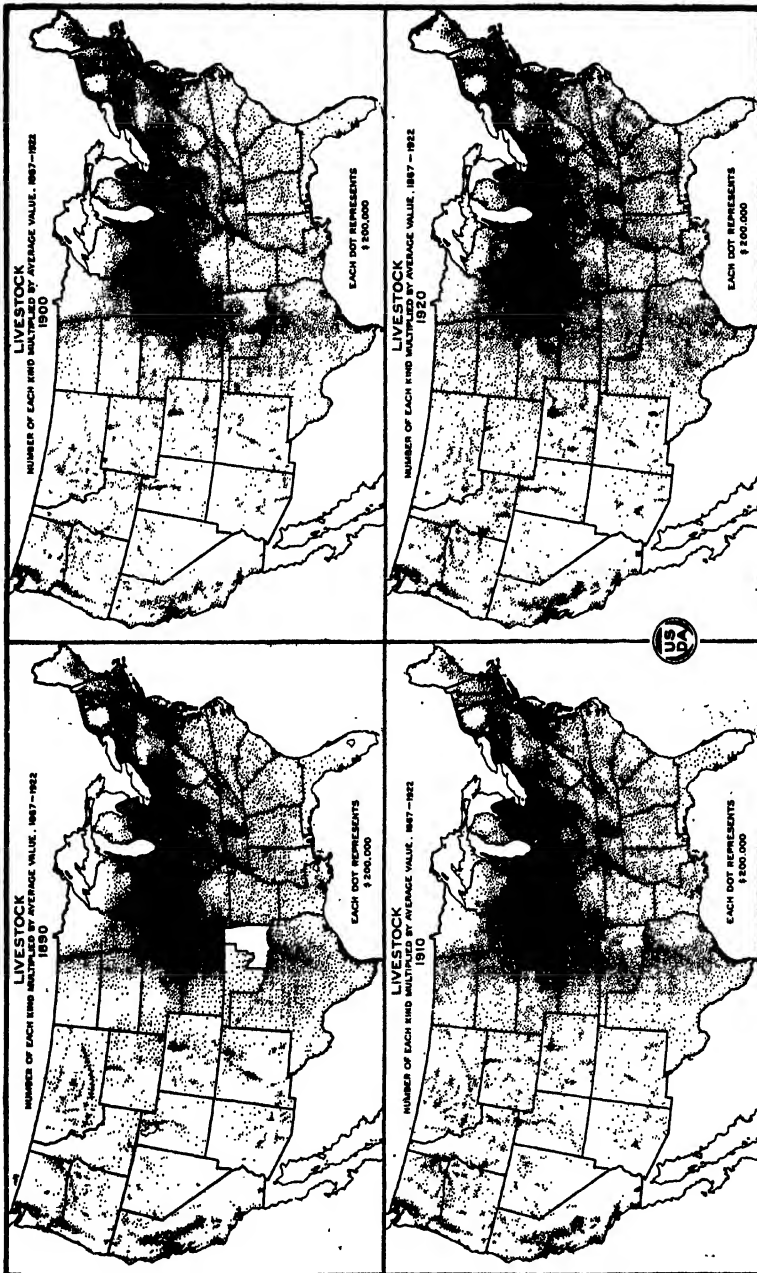 LIVESTOCK
1890
NUMBER OF EACH KIND MULTIPLIED BY AVERAGE VALUE, 1867-1922
EACH DOT REPRESENTS
$200,000
LIVESTOCK
1900
NUMBER OF EACH KIND MULTIPLIED BY AVERAGE VALUE, 1867-1922
EACH DOT REPRESENTS
$200,000
LIVESTOCK
1910
NUMBER OF EACH KIND MULTIPLIED BY AVERAGE VALUE, 1867-1922
EACH DOT REPRESENTS
$200,000
LIVESTOCK
1920
NUMBER OF EACH KIND MULTIPLIED BY AVERAGE VALUE, 1867-1922
EACH DOT REPRESENTS
$200,000
US
DA